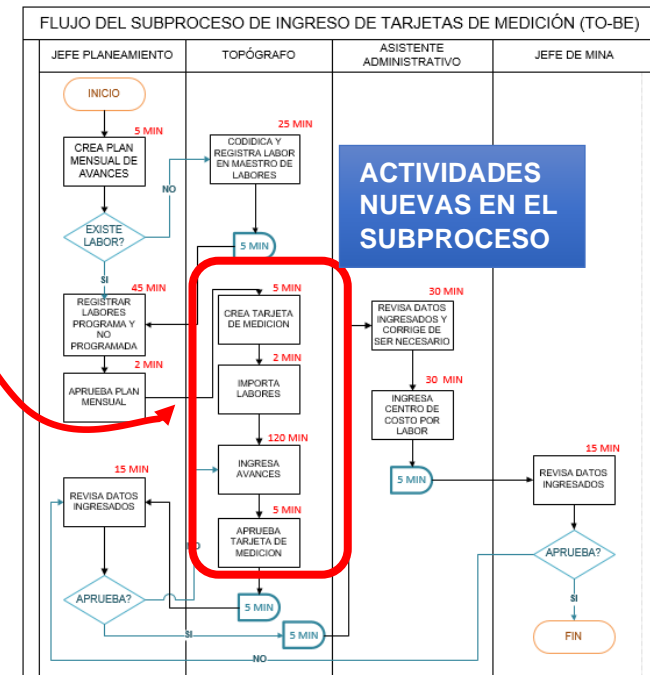 FLUJO DEL SUBPROCESO DE INGRESO DE TARJETAS DE MEDICIÓN (TO-BE)
JEFE PLANEAMIENTO
TOPÓGRAFO
ASISTENTE
ADMINISTRATIVO
JEFE DE MINA
INICIO
5 MIN
CREA PLAN
MENSUAL DE
AVANCES
EXISTE
LABOR?
NO
SI
25 MIN
CODIDICA Y
REGISTRA LABOR
EN MAESTRO DE
LABORES
5 MIN
ACTIVIDADES
NUEVAS EN EL
SUBPROCESO
45 MIN
REGISTRAR
LABORES
PROGRAMA Y
NO
PROGRAMADA
2 MIN
APRUEBA PLAN
MENSUAL
5 MIN
CREA TARJETA
DE MEDICION
2 MIN
IMPORTA
LABORES
120 MIN
INGRESA
AVANCES
5 MIN
APRUEBA
TARJETA DE
MEDICION
5 MIN
15 MIN
REVISA DATOS
INGRESADOS
APRUEBA?
NO
SI
5 MIN
30 MIN
REVISA DATOS
INGRESADOS Y
CORRIGE DE
SER NECESARIO
30 MIN
INGRESA
CENTRO DE
COSTO POR
LABOR
5 MIN
15 MIN
REVISA DATOS
INGRESADOS
APRUEBA?
NO
SI
FIN